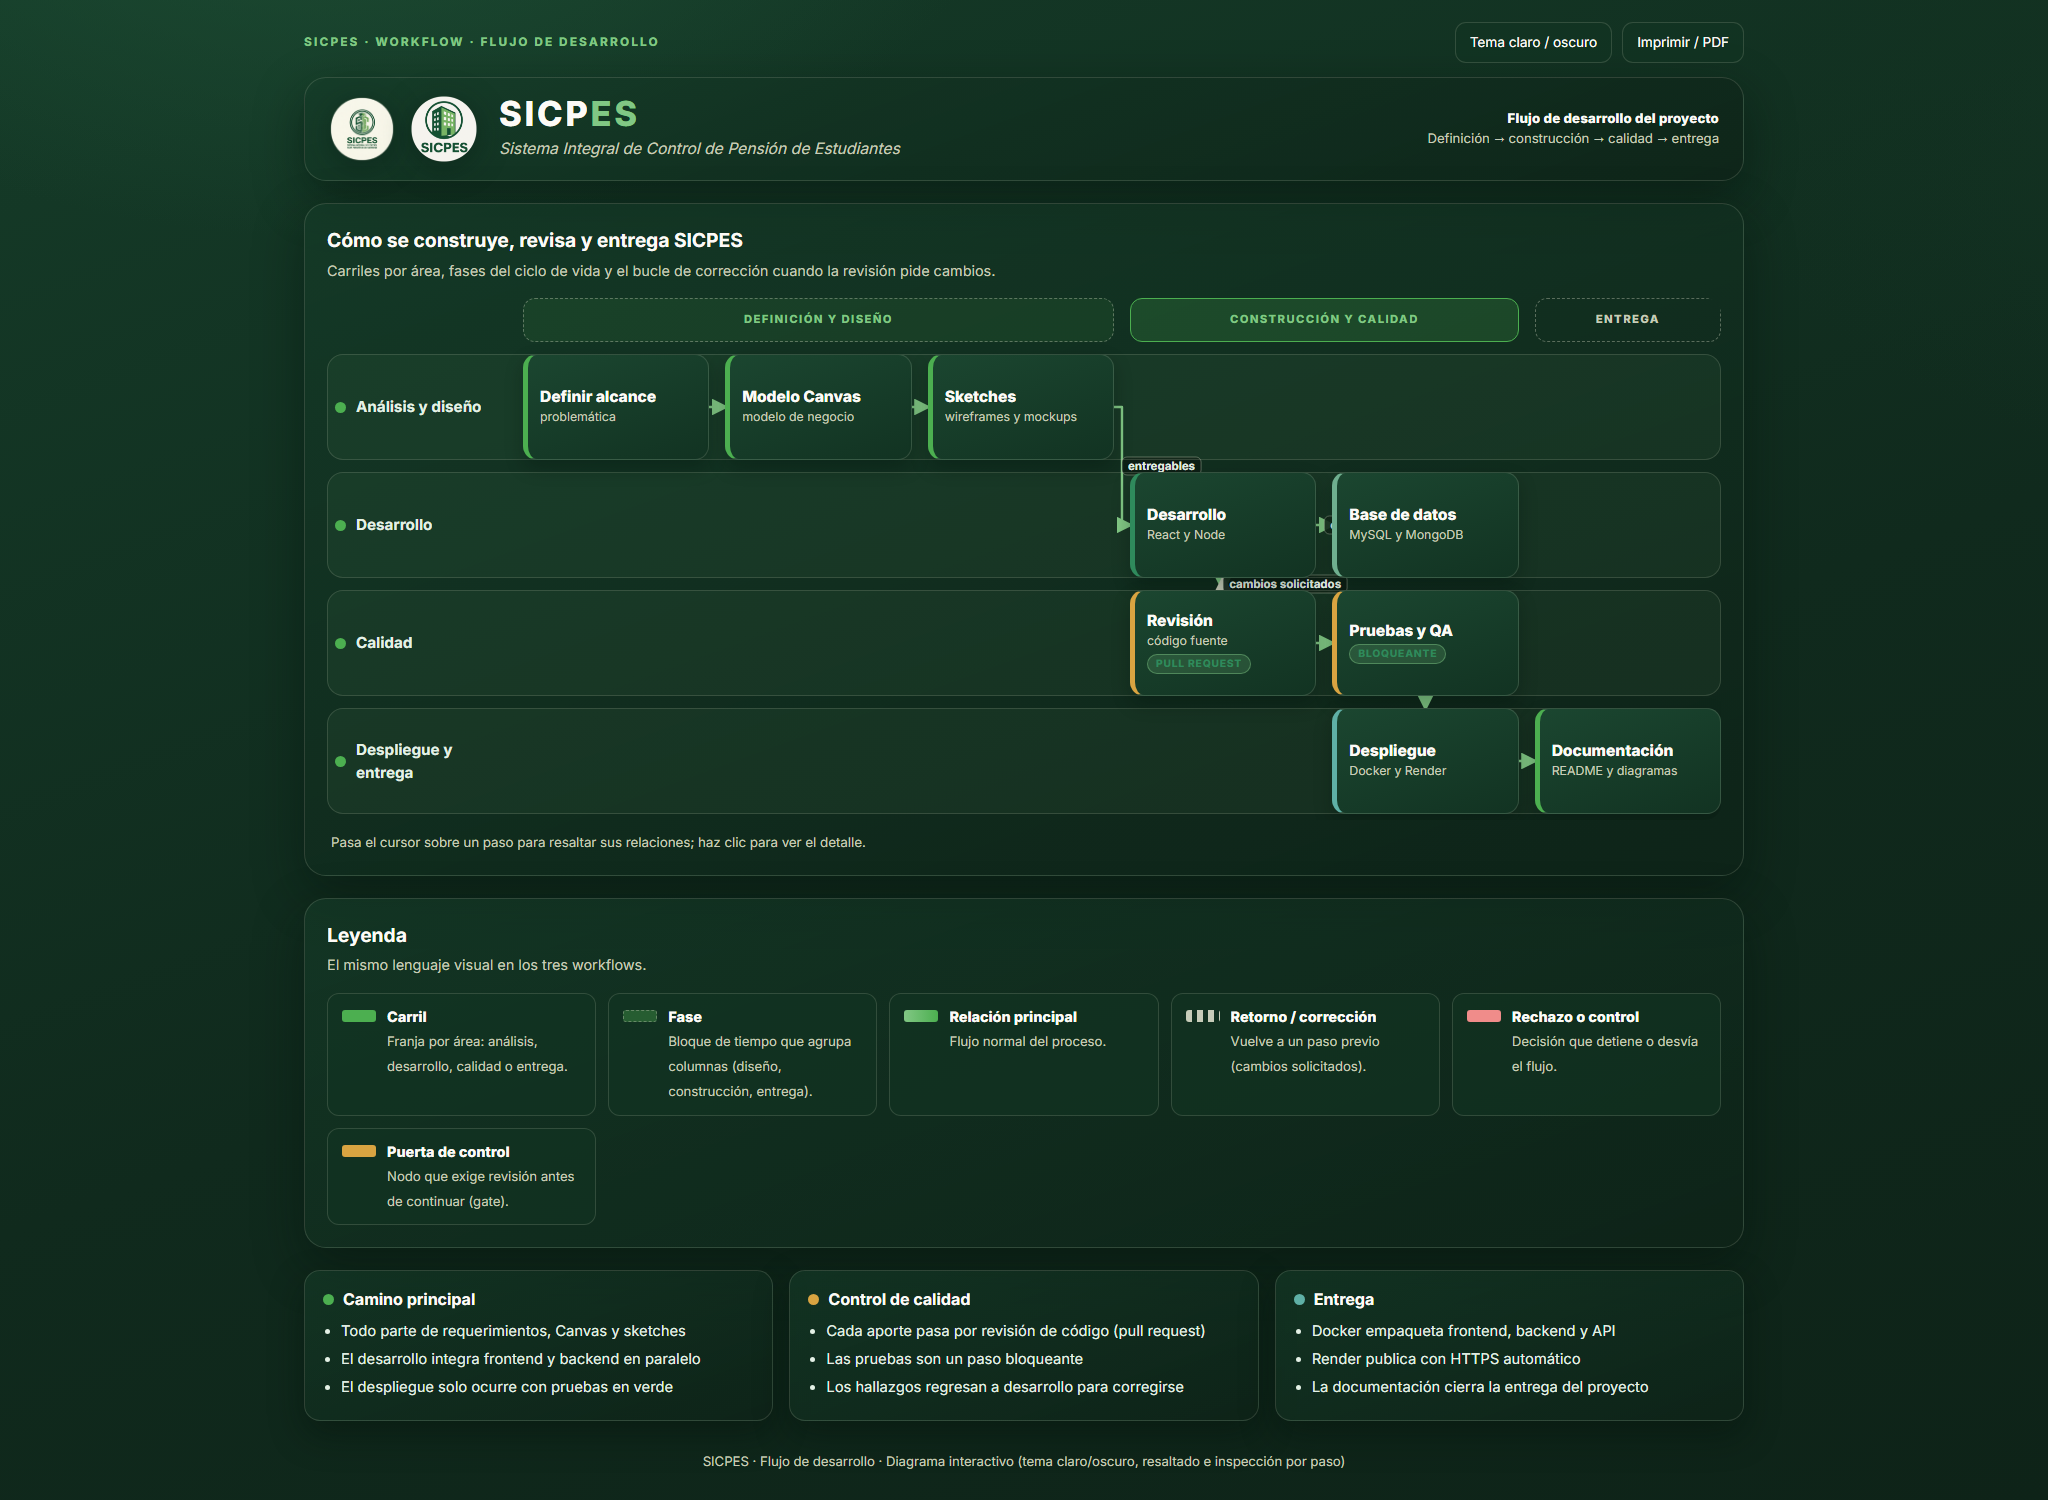 SICPES · WORKFLOW · FLUJO DE DESARROLLO
Tema claro / oscuro
Imprimir / PDF
SICPES
SICPES
SICPES
Sistema Integral de Control de Pensión de Estudiantes
Flujo de desarrollo del proyecto
Definición → construcción → calidad → entrega
Cómo se construye, revisa y entrega SICPES
Carriles por área, fases del ciclo de vida y el bucle de corrección cuando la revisión pide cambios.
DEFINICIÓN Y DISEÑO
CONSTRUCCIÓN Y CALIDAD
ENTREGA
Análisis y diseño
Definir alcance
problemática
Modelo Canvas
modelo de negocio
Sketches
wireframes y mockups
entregables
Desarrollo
Desarrollo
React y Node
Base de datos
MySQL y MongoDB
cambios solicitados
Calidad
Revisión
código fuente
PULL REQUEST
Pruebas y QA
BLOQUEANTE
Despliegue y
entrega
Despliegue
Docker y Render
Documentación
README y diagramas
Pasa el cursor sobre un paso para resaltar sus relaciones; haz clic para ver el detalle.
Leyenda
El mismo lenguaje visual en los tres workflows.
Carril
Franja por área: análisis,
desarrollo, calidad o entrega.
Fase
Bloque de tiempo que agrupa
columnas (diseño,
construcción, entrega).
Relación principal
Flujo normal del proceso.
Retorno / corrección
Vuelve a un paso previo
(cambios solicitados).
Rechazo o control
Decisión que detiene o desvía
el flujo.
Puerta de control
Nodo que exige revisión antes
de continuar (gate).
Camino principal
• Todo parte de requerimientos, Canvas y sketches
• El desarrollo integra frontend y backend en paralelo
• El despliegue solo ocurre con pruebas en verde
Control de calidad
• Cada aporte pasa por revisión de código (pull request)
• Las pruebas son un paso bloqueante
• Los hallazgos regresan a desarrollo para corregirse
Entrega
• Docker empaqueta frontend, backend y API
• Render publica con HTTPS automático
• La documentación cierra la entrega del proyecto
SICPES · Flujo de desarrollo · Diagrama interactivo (tema claro/oscuro, resaltado e inspección por paso)